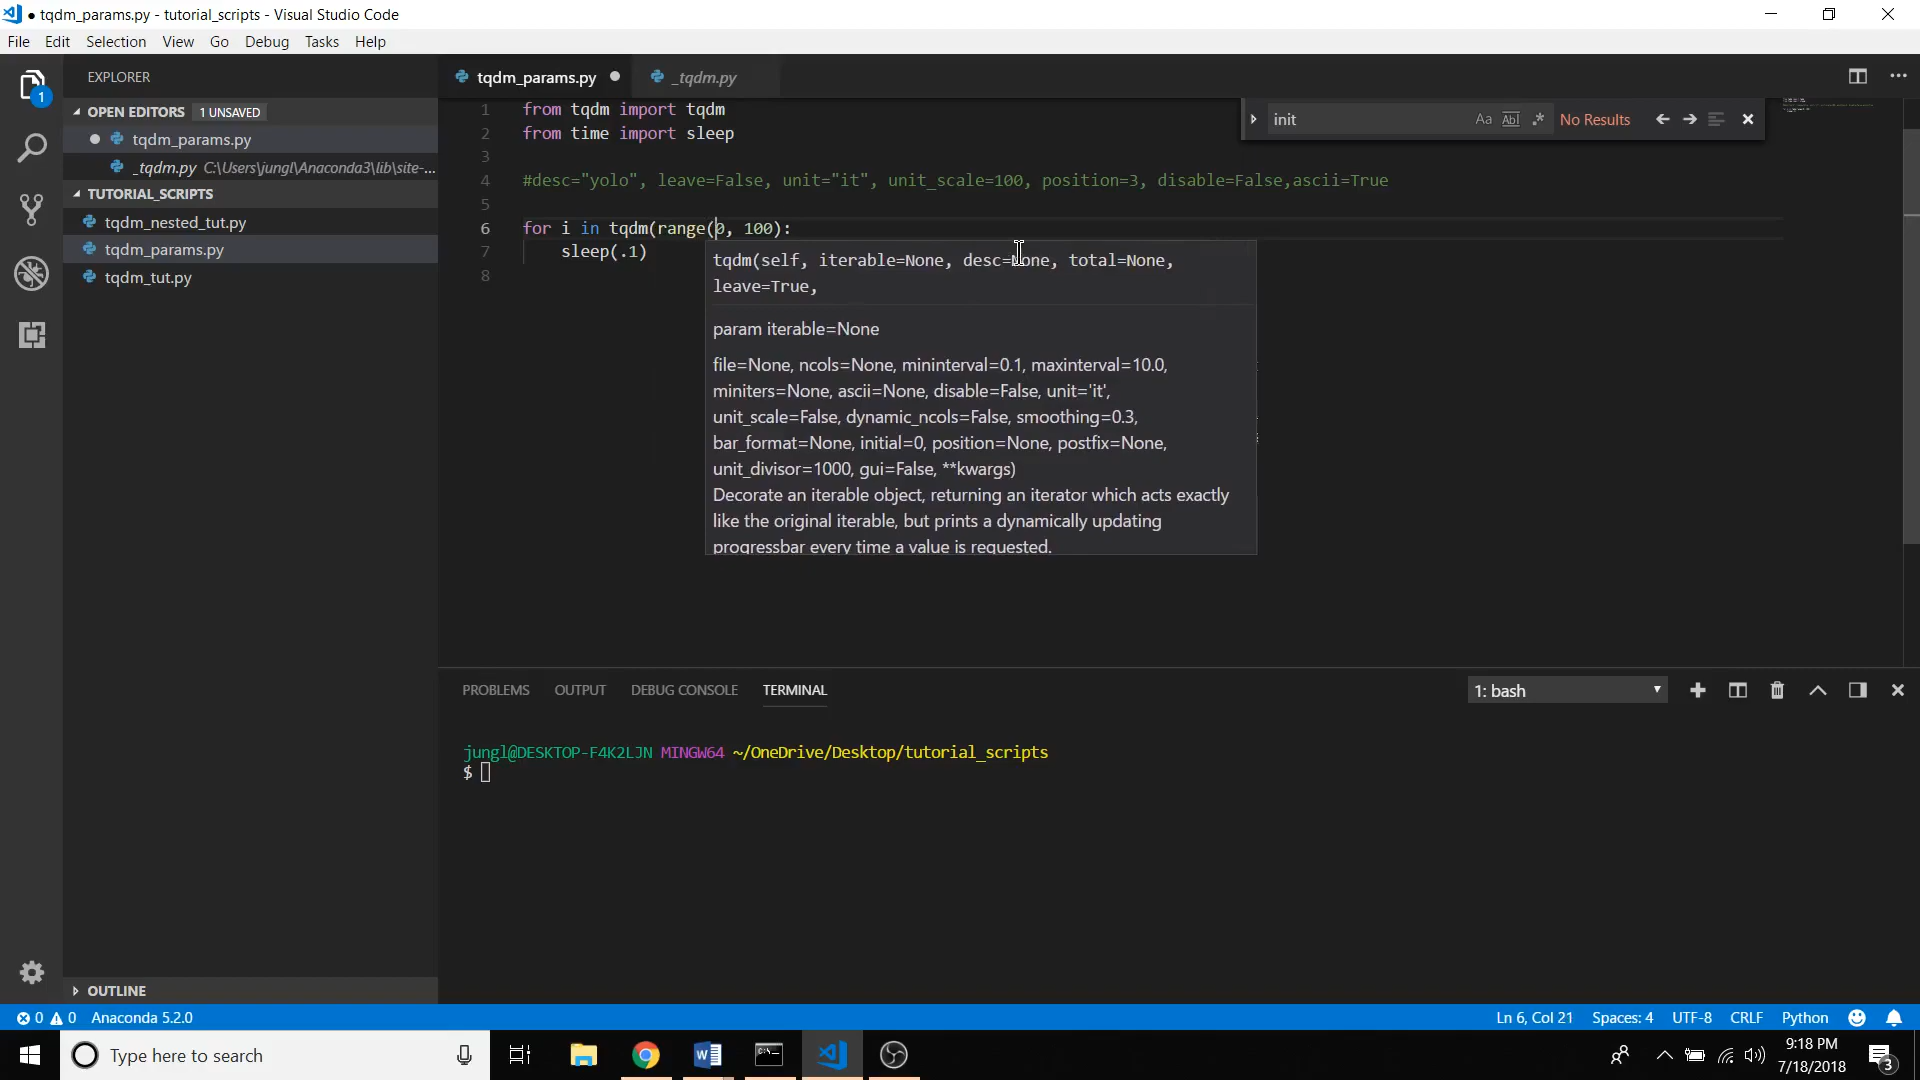 ● tqdm_params.py - tutorial_scripts - Visual Studio Code
File Edit Selection View Go Debug Tasks Help
EXPLORER
OPEN EDITORS 1 UNSAVED
tqdm_params.py
_tqdm.py C:\Users\jungl\Anaconda3\lib\site-...
TUTORIAL_SCRIPTS
tqdm_nested_tut.py
tqdm_params.py
tqdm_tut.py
OUTLINE
1
tqdm_params.py ● _tqdm.py
init Aa Abl .* No Results
1 from tqdm import tqdm
2 from time import sleep
3
4 #desc="yolo", leave=False, unit="it", unit_scale=100, position=3, disable=False,ascii=True
5
6 for i in tqdm(range(0, 100):
7 sleep(.1)
8
tqdm(self, iterable=None, desc=None, total=None,
leave=True,
param iterable=None
file=None, ncols=None, mininterval=0.1, maxinterval=10.0,
miniters=None, ascii=None, disable=False, unit='it',
unit_scale=False, dynamic_ncols=False, smoothing=0.3,
bar_format=None, initial=0, position=None, postfix=None,
unit_divisor=1000, gui=False, **kwargs)
Decorate an iterable object, returning an iterator which acts exactly
like the original iterable, but prints a dynamically updating
progressbar every time a value is requested.
PROBLEMS OUTPUT DEBUG CONSOLE TERMINAL 1: bash
jungl@DESKTOP-F4K2LJN MINGW64 ~/OneDrive/Desktop/tutorial_scripts
$
0 0 Anaconda 5.2.0 Ln 6, Col 21 Spaces: 4 UTF-8 CRLF Python
Type here to search
9:18 PM
7/18/2018
3